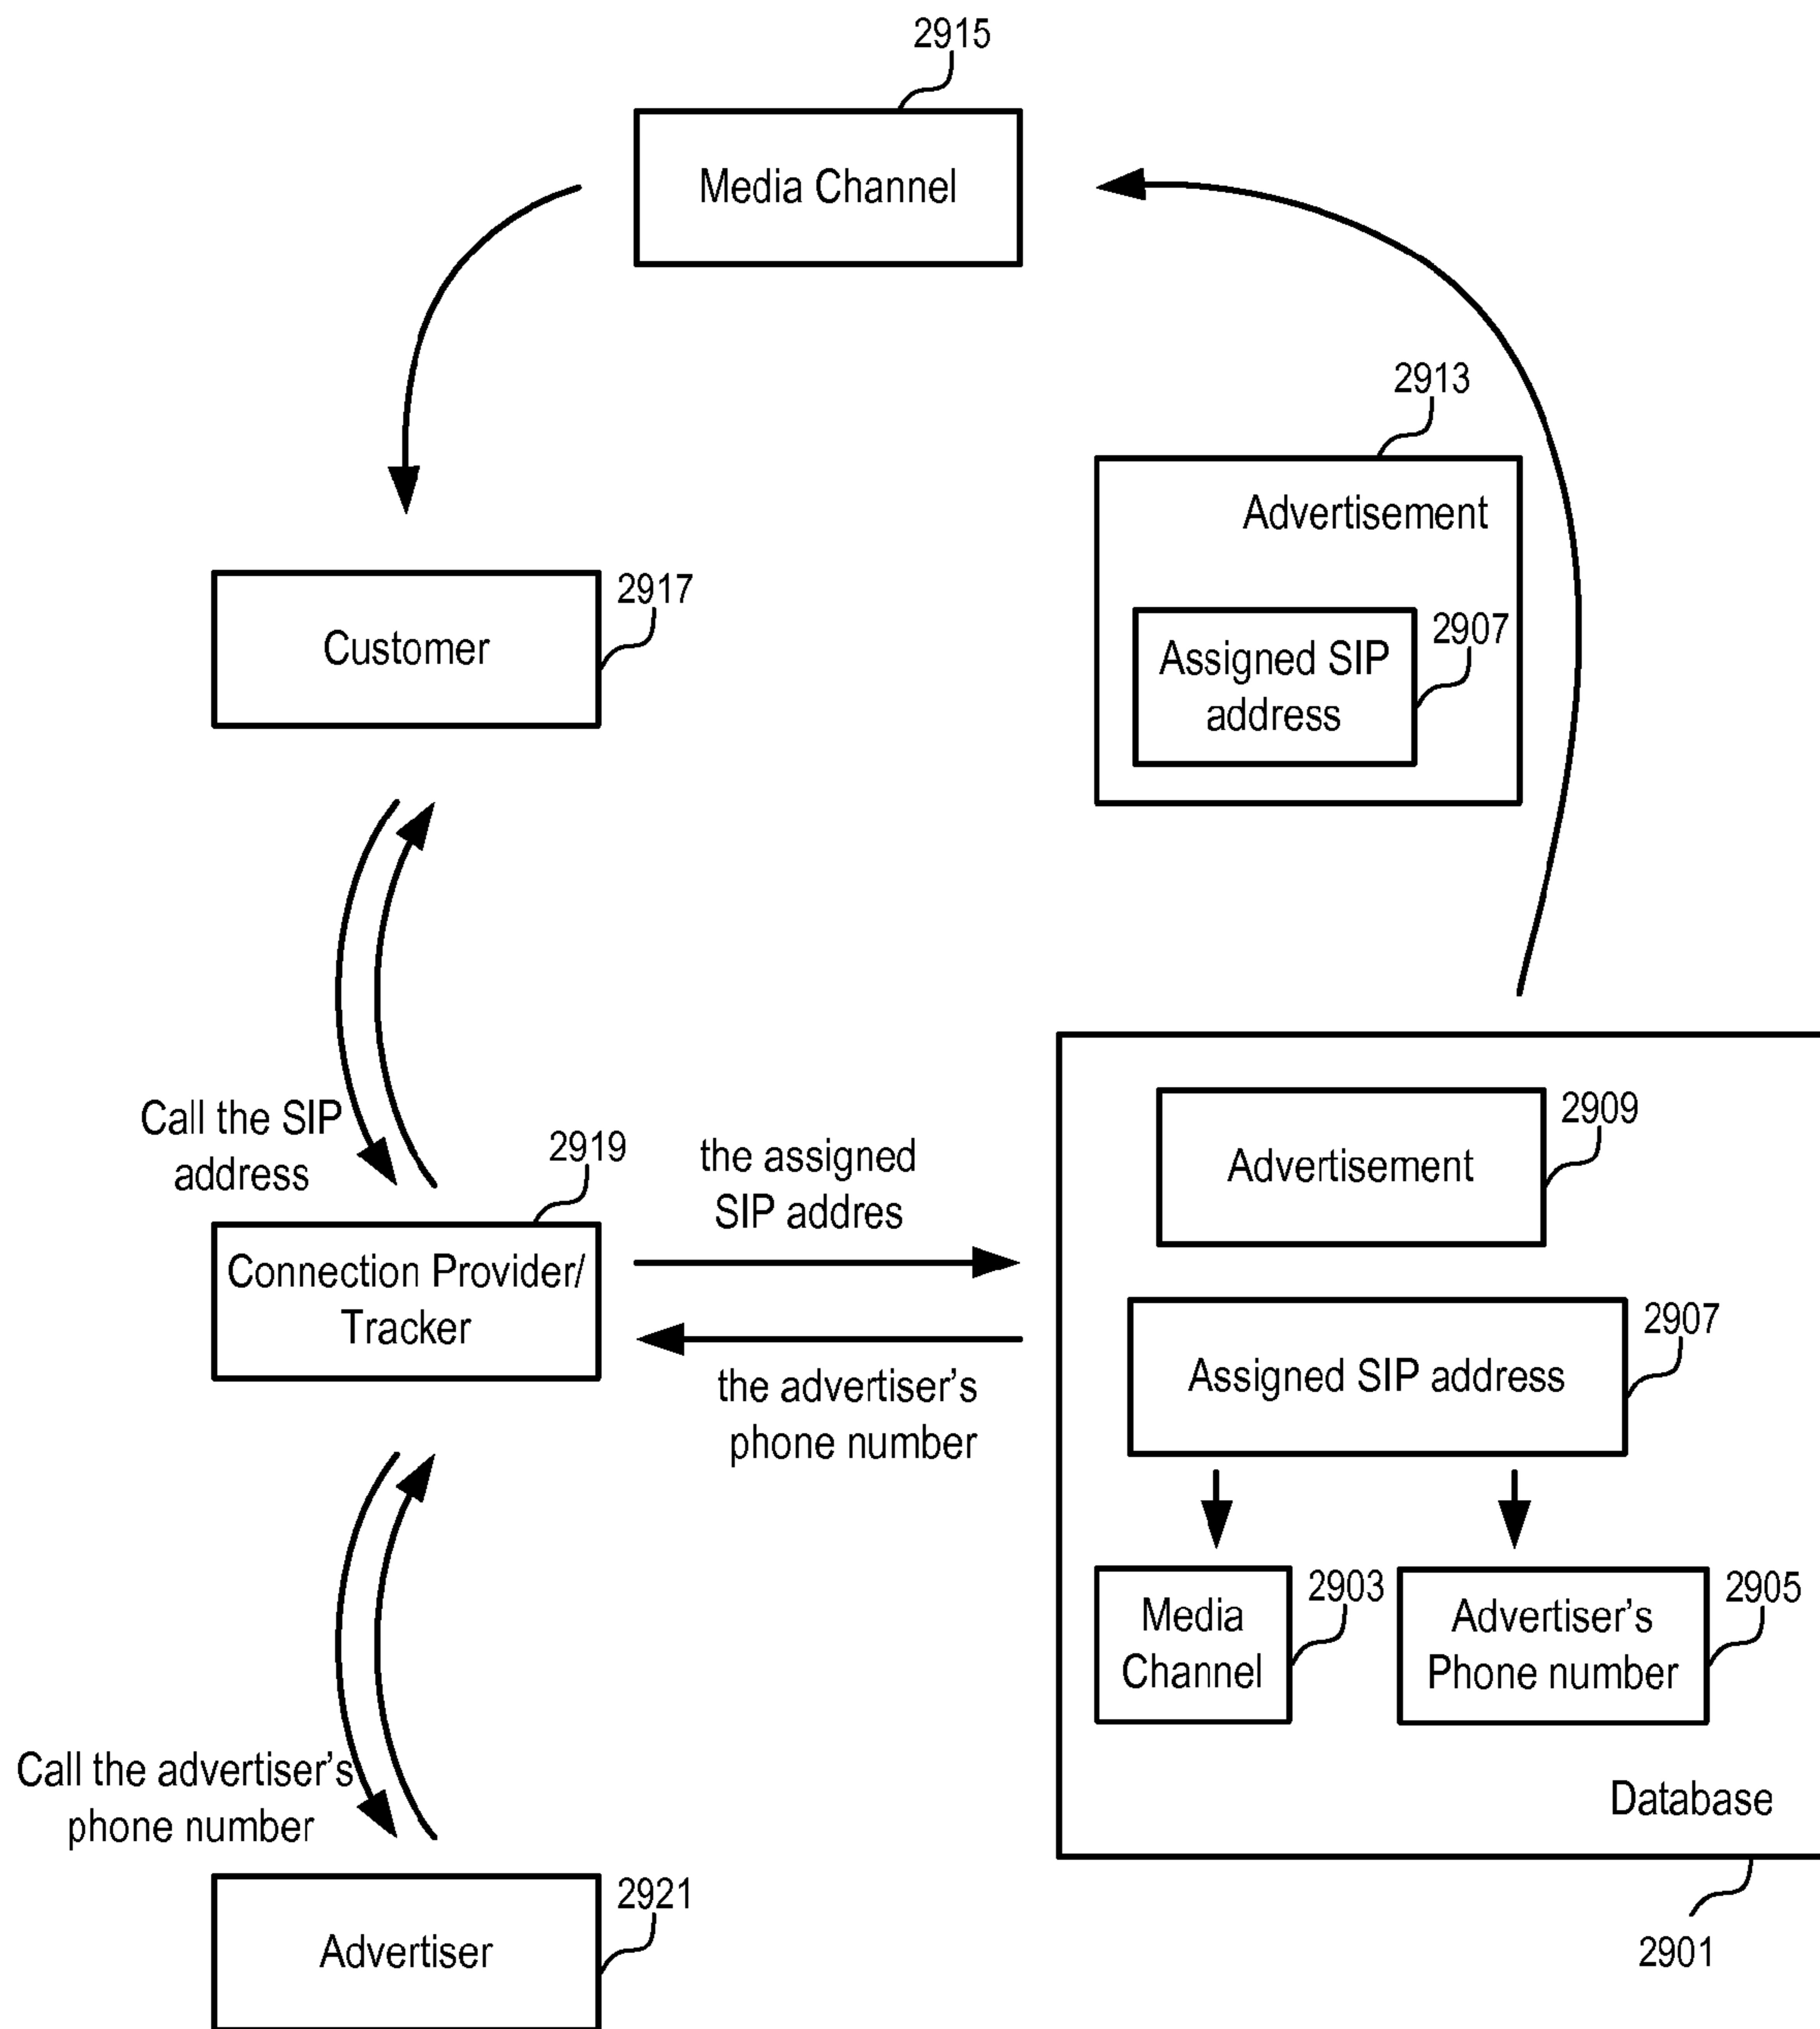 2915
Media Channel
2913
Advertisement
2917
Customer
2907
Assigned SIP
address
Call the SIP
address
2919
Connection Provider/
Tracker
the assigned
SIP addres
the advertiser's
phone number
2909
Advertisement
2907
Assigned SIP address
2903
Media
Channel
2905
Advertiser's
Phone number
Database
2901
Call the advertiser's
phone number
2921
Advertiser